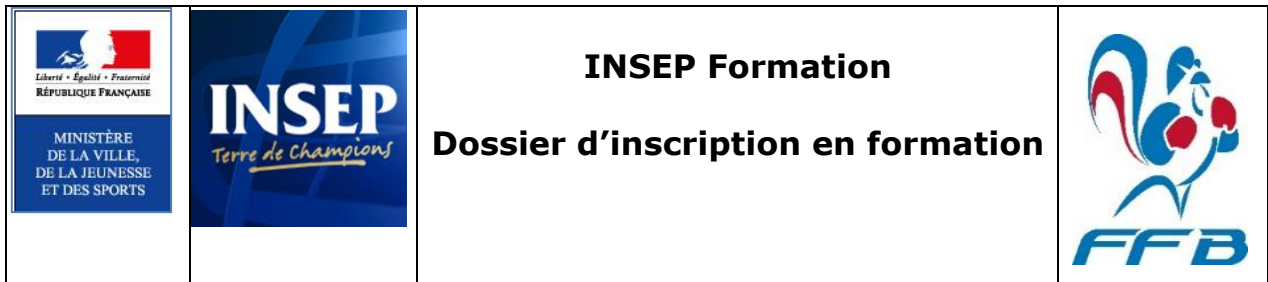 Liberté • Égalité • Fraternité
RÉPUBLIQUE FRANÇAISE
MINISTÈRE
DE LA VILLE,
DE LA JEUNESSE
ET DES SPORTS
INSEP
Terre de Champions
INSEP Formation
Dossier d’inscription en formation
FFB